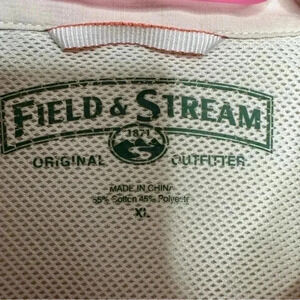 FIELD & STREAM
1871
ORIGINAL OUTFITTER
MADE IN CHINA
55% Cotton 45% Polyester
XL